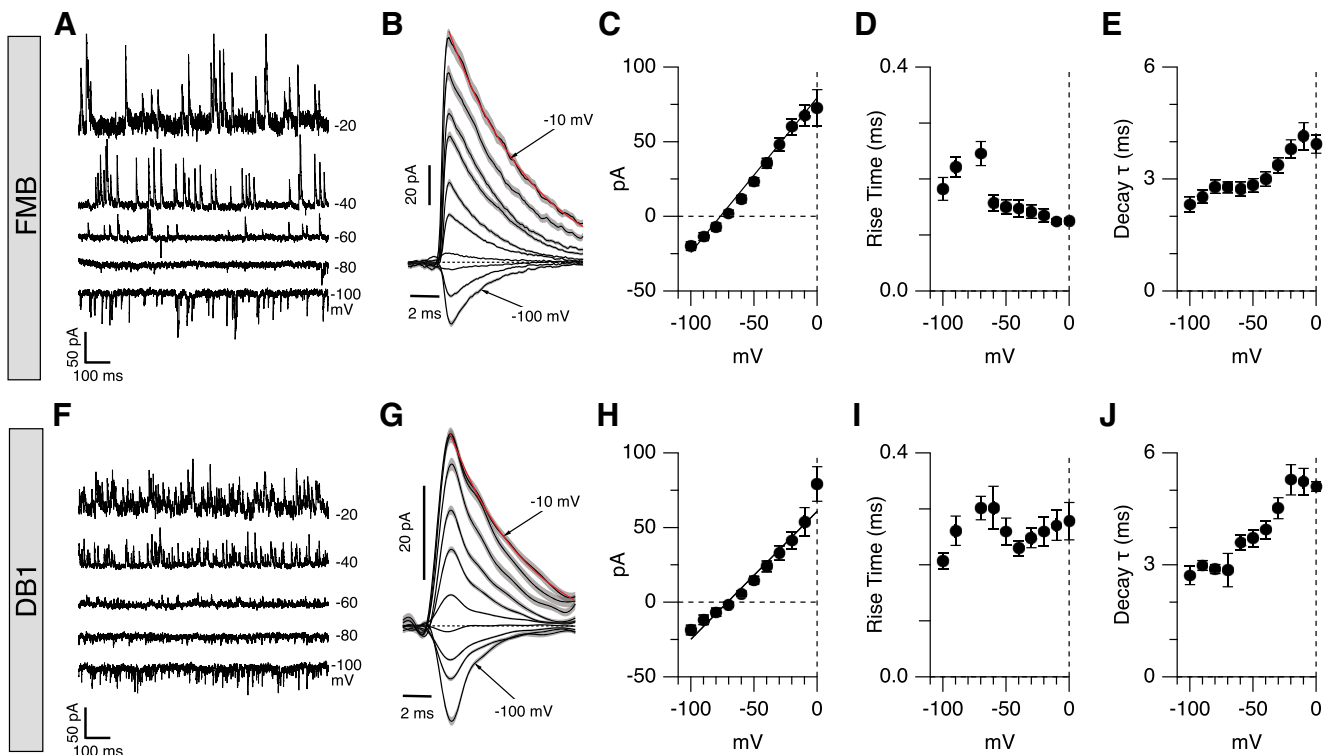 FMB
A
-20
-40
-60
-80
-100
mV
50 pA
100 ms
B
-10 mV
20 pA
-100 mV
2 ms
C
100
50
0
-50
pA
-100 -50 0
mV
D
0.4
0.0
Rise Time (ms)
-100 -50 0
mV
E
6
3
0
Decay τ (ms)
-100 -50 0
mV
DB1
F
-20
-40
-60
-80
-100
mV
50 pA
100 ms
G
-10 mV
20 pA
-100 mV
2 ms
H
100
50
0
-50
pA
-100 -50 0
mV
I
0.4
0.0
Rise Time (ms)
-100 -50 0
mV
J
6
3
0
Decay τ (ms)
-100 -50 0
mV